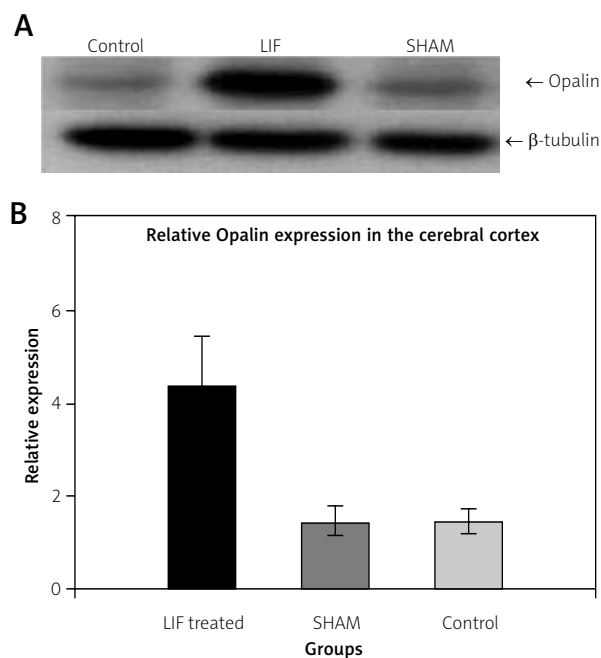 A
Control LIF SHAM
← Opalin
← β-tubulin
B
Relative Opalin expression in the cerebral cortex
8
6
4
2
0
Relative expression
LIF treated SHAM Control
Groups